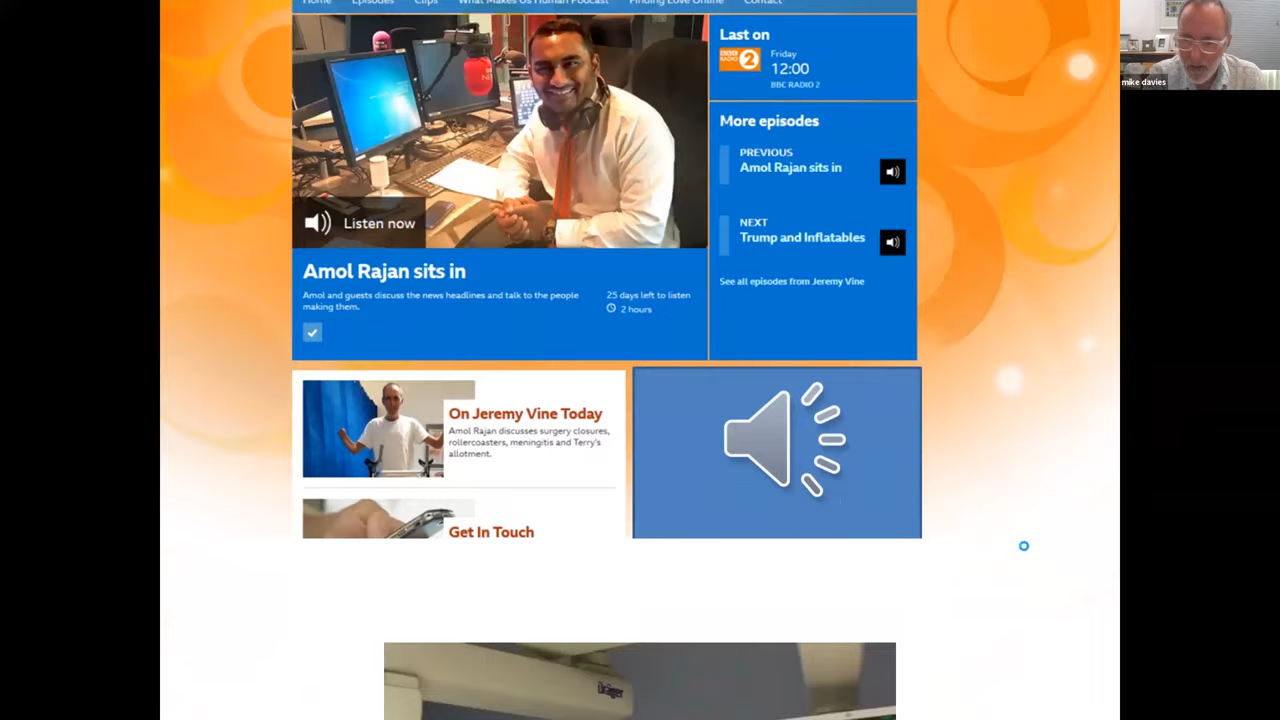 Home Episodes Clips What Makes Us Human Podcast Finding Love Online Contact
Last on
BBC
RADIO 2
Friday
12:00
BBC RADIO 2
More episodes
PREVIOUS
Amol Rajan sits in
NEXT
Trump and Inflatables
See all episodes from Jeremy Vine
Listen now
Amol Rajan sits in
Amol and guests discuss the news headlines and talk to the people
making them.
25 days left to listen
2 hours
On Jeremy Vine Today
Amol Rajan discusses surgery closures,
rollercoasters, meningitis and Terry's
allotment.
Get In Touch
Dräger
mike davies